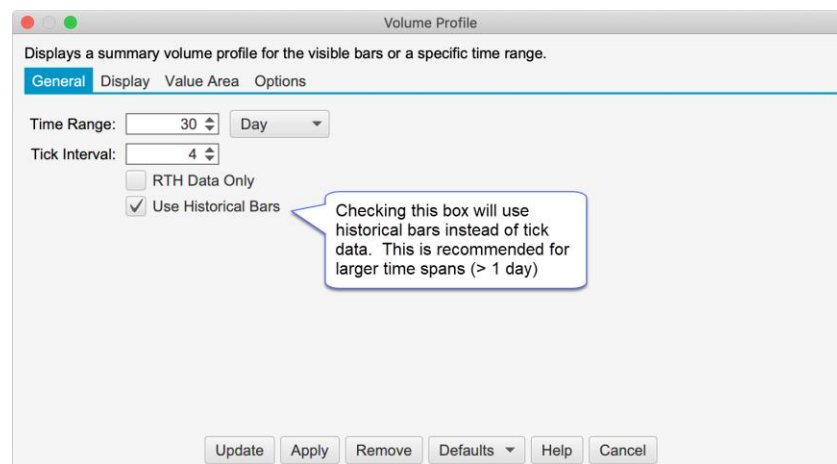 Volume Profile
Displays a summary volume profile for the visible bars or a specific time range.
General Display Value Area Options
Time Range: 30 Day
Tick Interval: 4
RTH Data Only
Use Historical Bars
Checking this box will use
historical bars instead of tick
data. This is recommended for
larger time spans (> 1 day)
Update Apply Remove Defaults Help Cancel